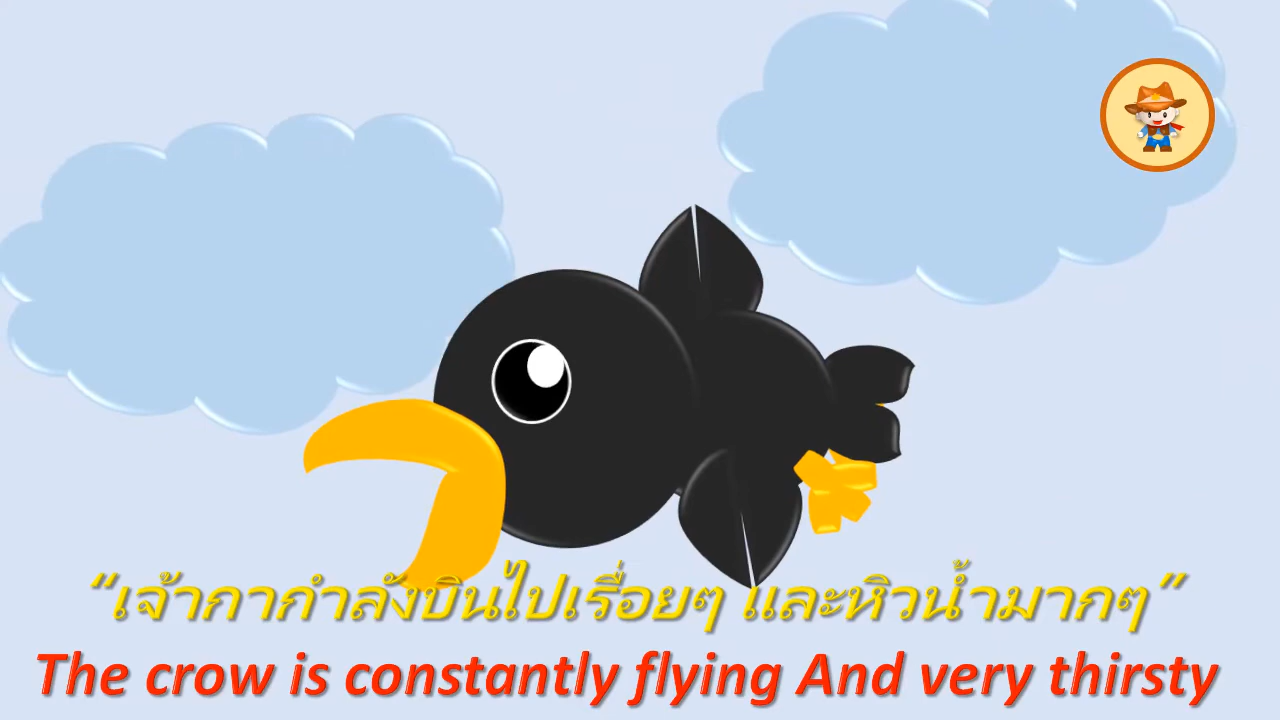 “เจ้ากากำลังบินไปเรื่อยๆ และหิวน้ำมากๆ”
The crow is constantly flying And very thirsty